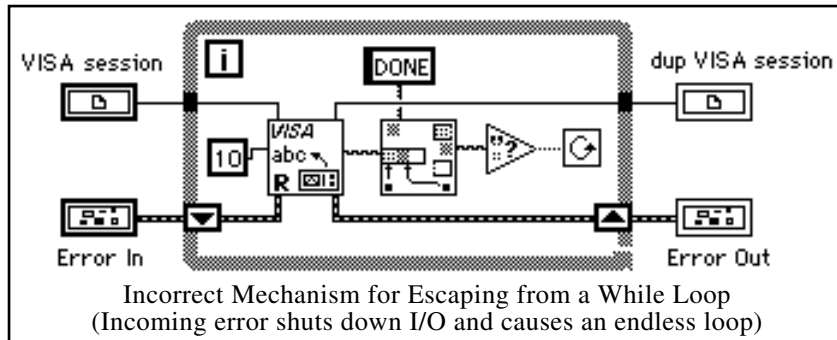 VISA session
i
DONE
dup VISA session
VISA
abc
R
10
?
Error In
Error Out
Incorrect Mechanism for Escaping from a While Loop
(Incoming error shuts down I/O and causes an endless loop)